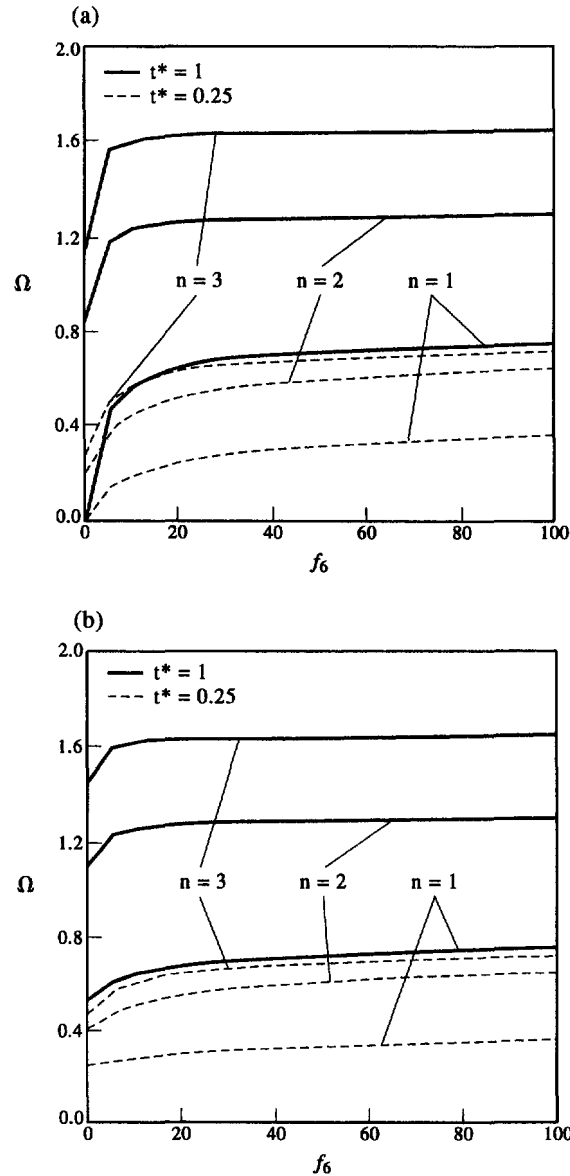 (a)
2.0
t* = 1
t* = 0.25
1.6
1.2
Ω
n = 3
n = 2
n = 1
0.8
0.4
0.0
0
20
40
60
80
100
f6
(b)
2.0
t* = 1
t* = 0.25
1.6
1.2
Ω
n = 3
n = 2
n = 1
0.8
0.4
0.0
0
20
40
60
80
100
f6